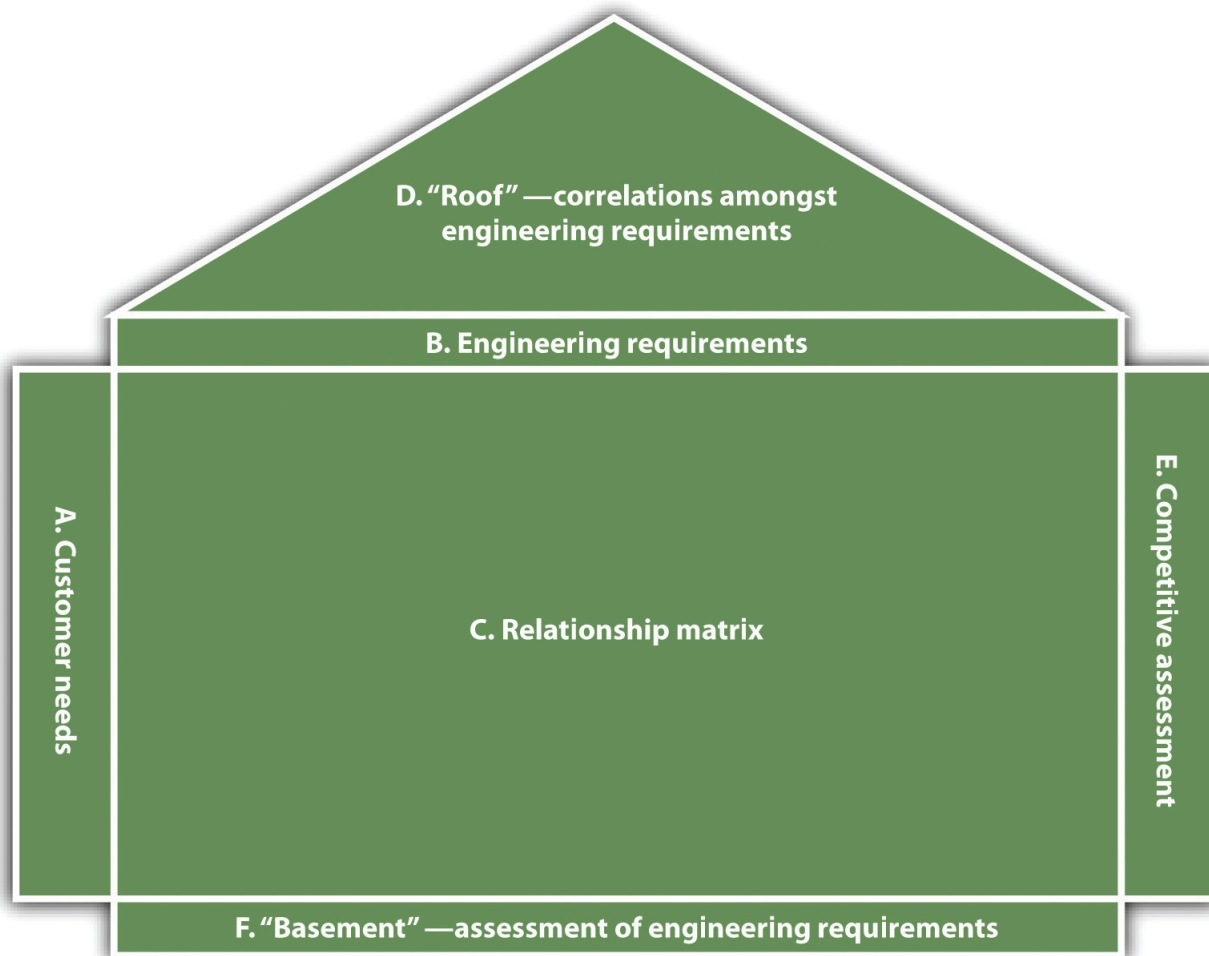 D. “Roof” —correlations amongst
engineering requirements
B. Engineering requirements
A. Customer needs
C. Relationship matrix
E. Competitive assessment
F. “Basement” —assessment of engineering requirements